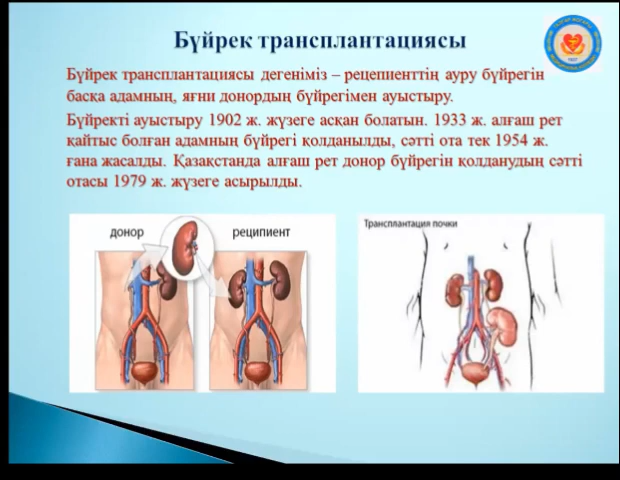 Бүйрек трансплантациясы
Бүйрек трансплантациясы дегеніміз – рецепиенттің ауру бүйрегін
басқа адамның, яғни донордың бүйрегімен ауыстыру.
Бүйректі ауыстыру 1902 ж. жүзеге асқан болатын. 1933 ж. алғаш рет
қайтыс болған адамның бүйрегі қолданылды, сәтті ота тек 1954 ж.
ғана жасалды. Қазақстанда алғаш рет донор бүйрегін қолданудың сәтті
отасы 1979 ж. жүзеге асырылды.
донор
реципиент
Трансплантация почки